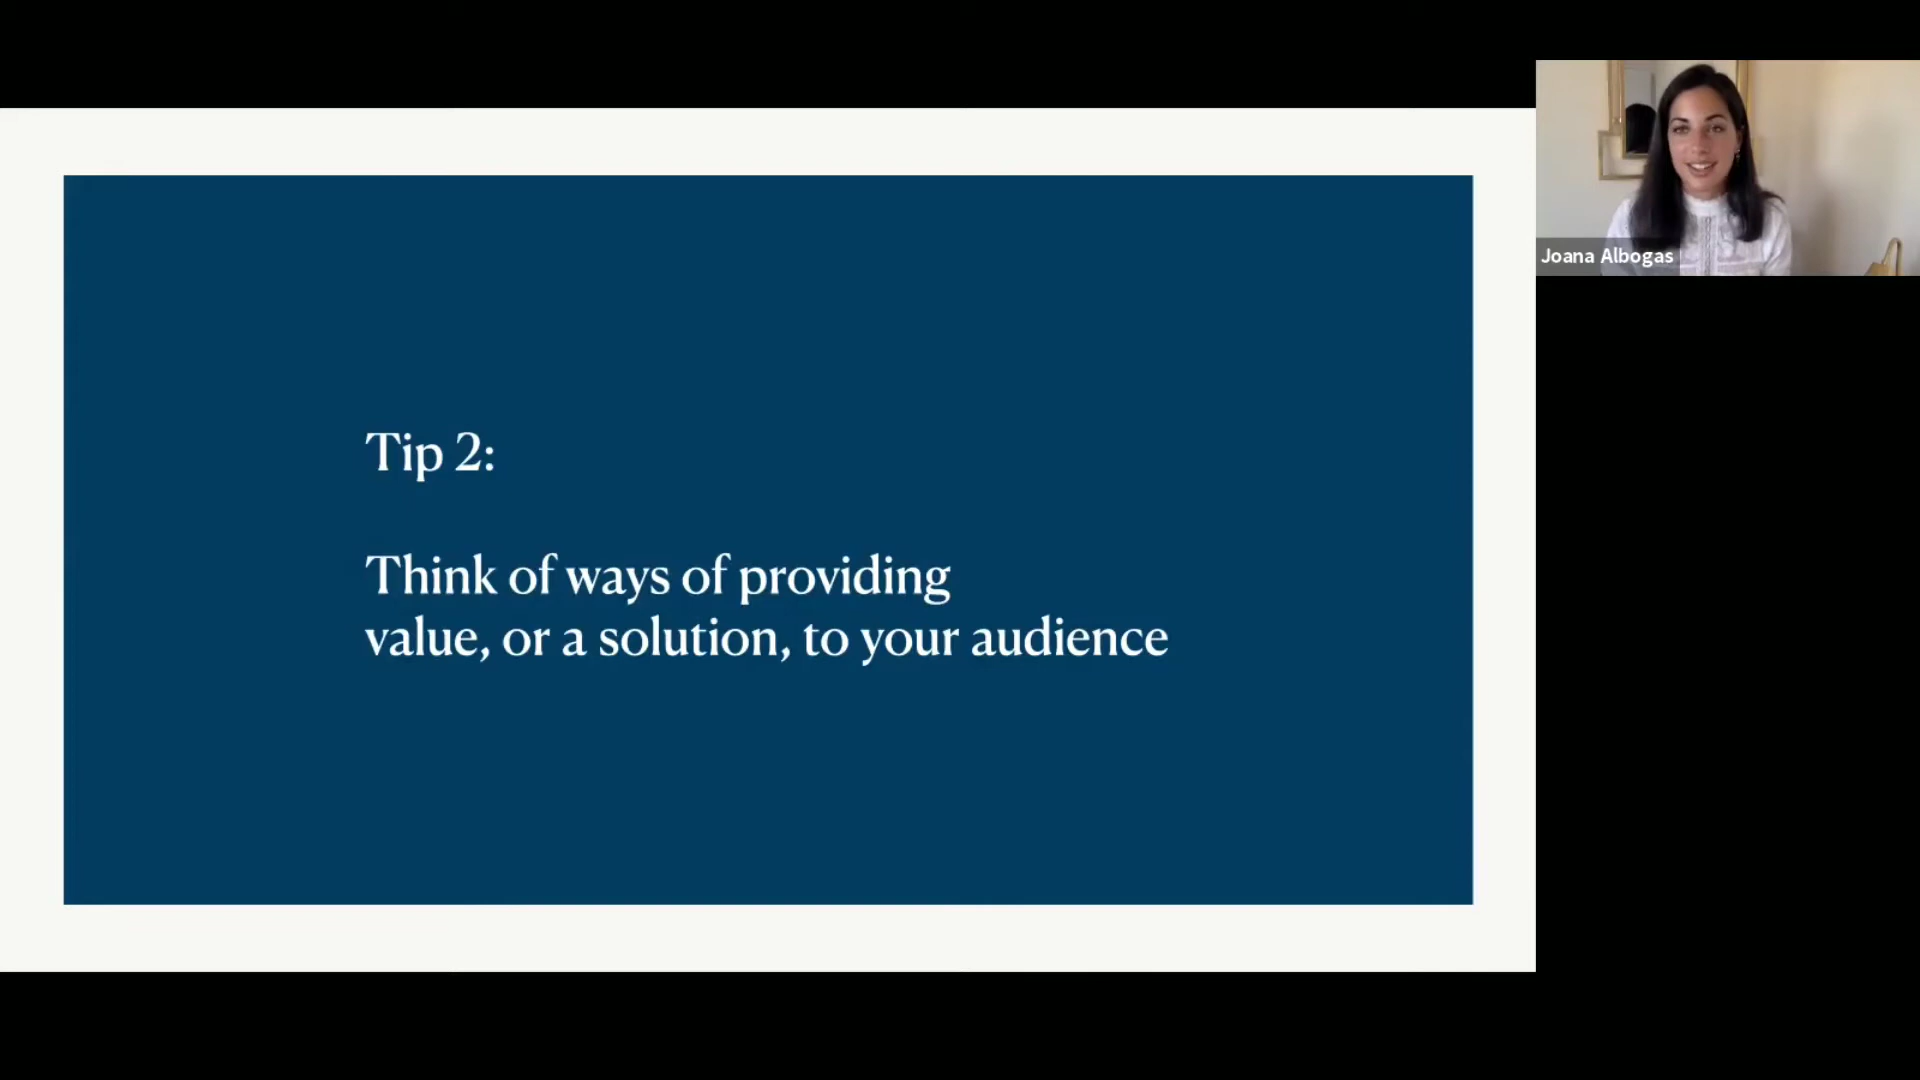 Tip 2:
Think of ways of providing
value, or a solution, to your audience
Joana Albogas